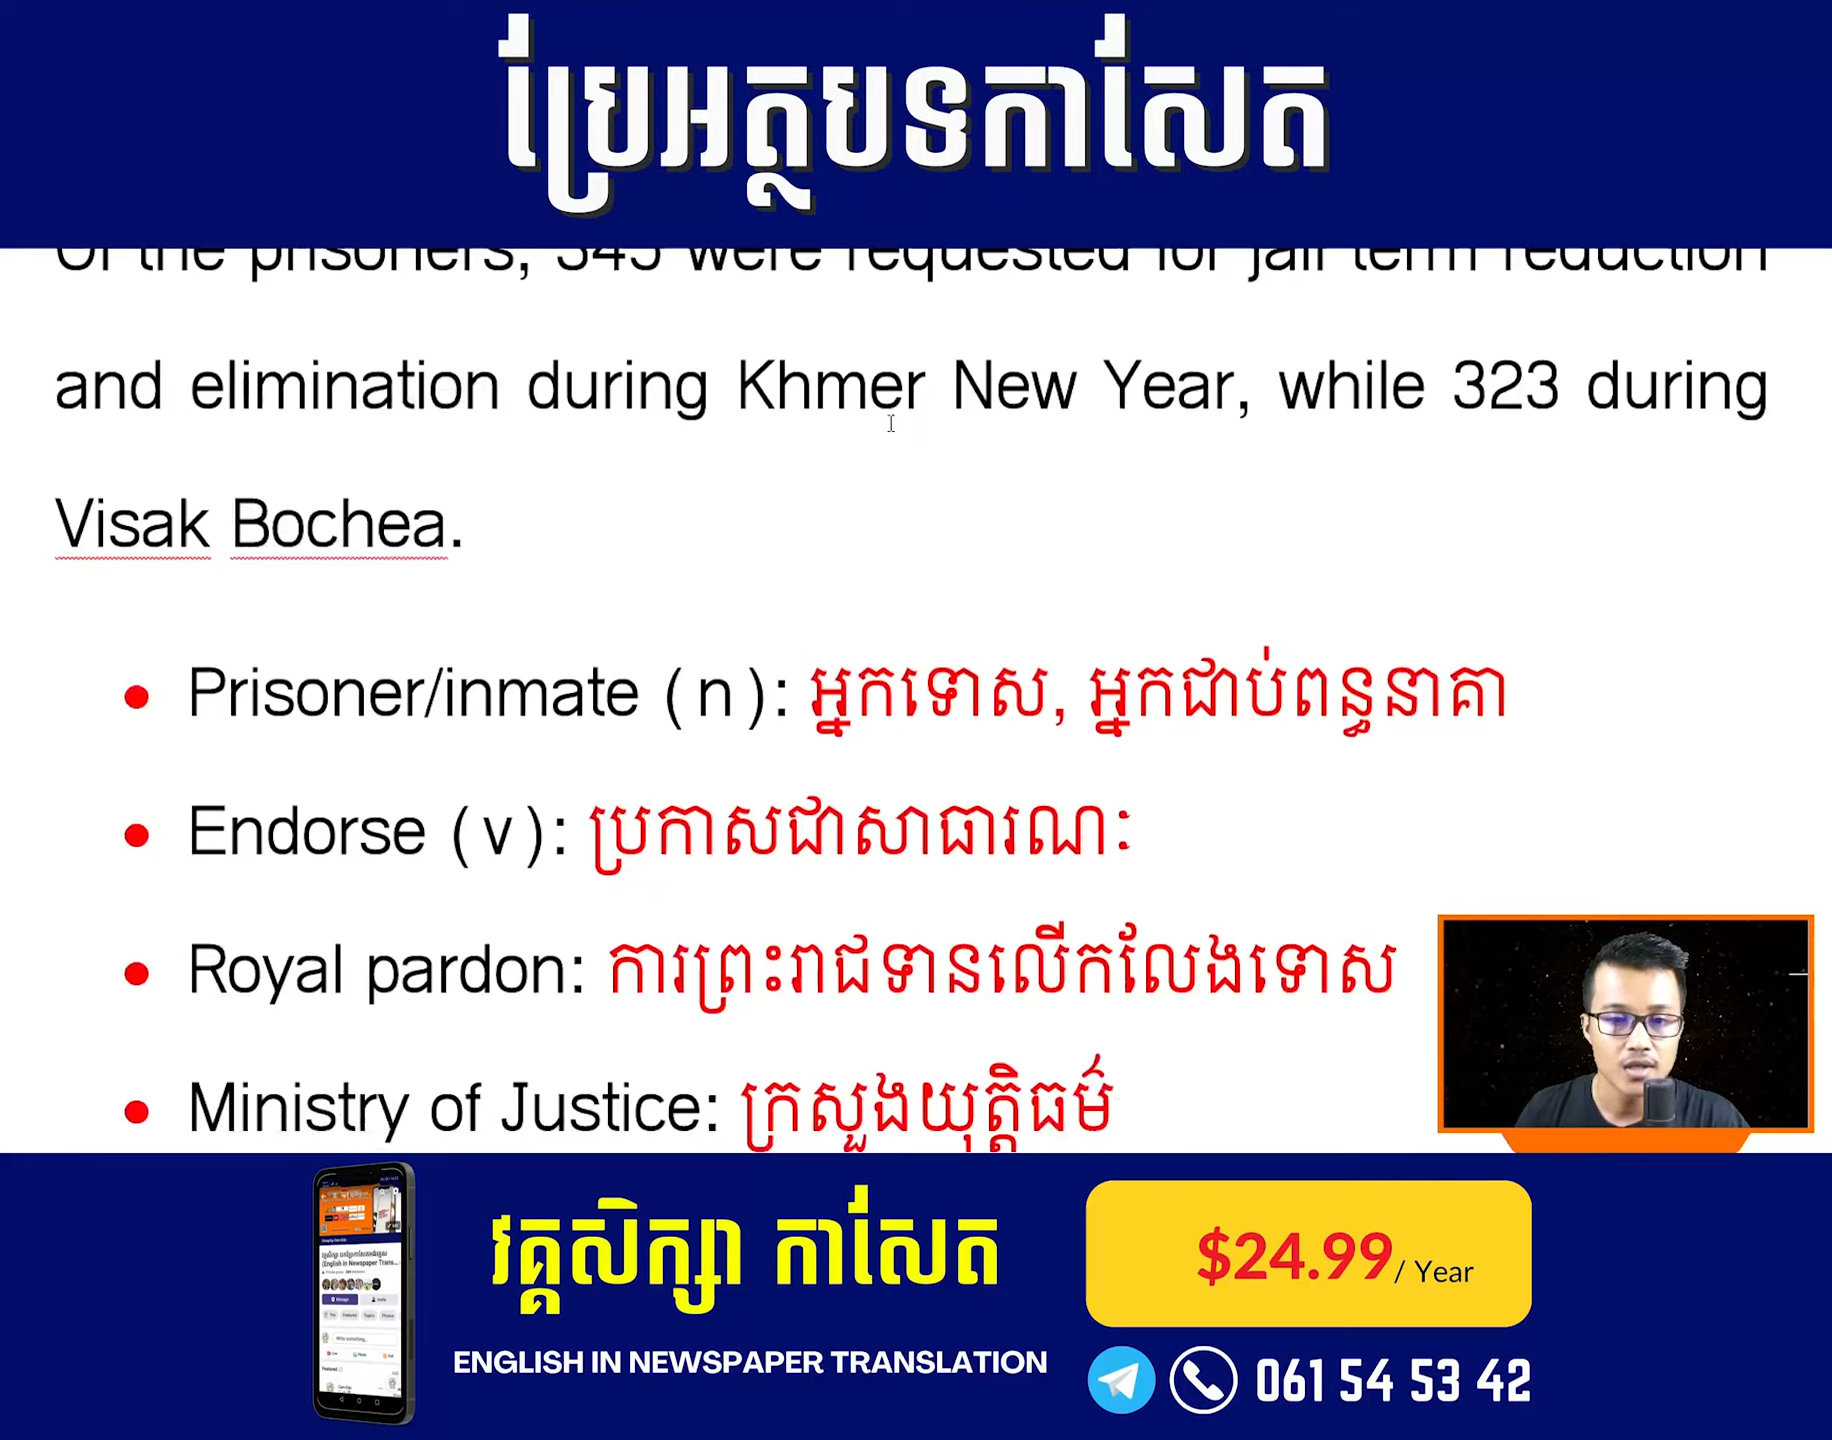 ប្រែអត្ថបទកាសែត
Of the prisoners, 345 were requested for jail term reduction
and elimination during Khmer New Year, while 323 during
Visak Bochea.
• Prisoner/inmate (n): អ្នកទោស, អ្នកជាប់ពន្ធនាគា
• Endorse (v): ប្រកាសជាសាធារណៈ
• Royal pardon: ការព្រះរាជទានលើកលែងទោស
• Ministry of Justice: ក្រសួងយុត្តិធម៌
វគ្គសិក្សា កាសែត
ENGLISH IN NEWSPAPER TRANSLATION
$24.99/ Year
061 54 53 42